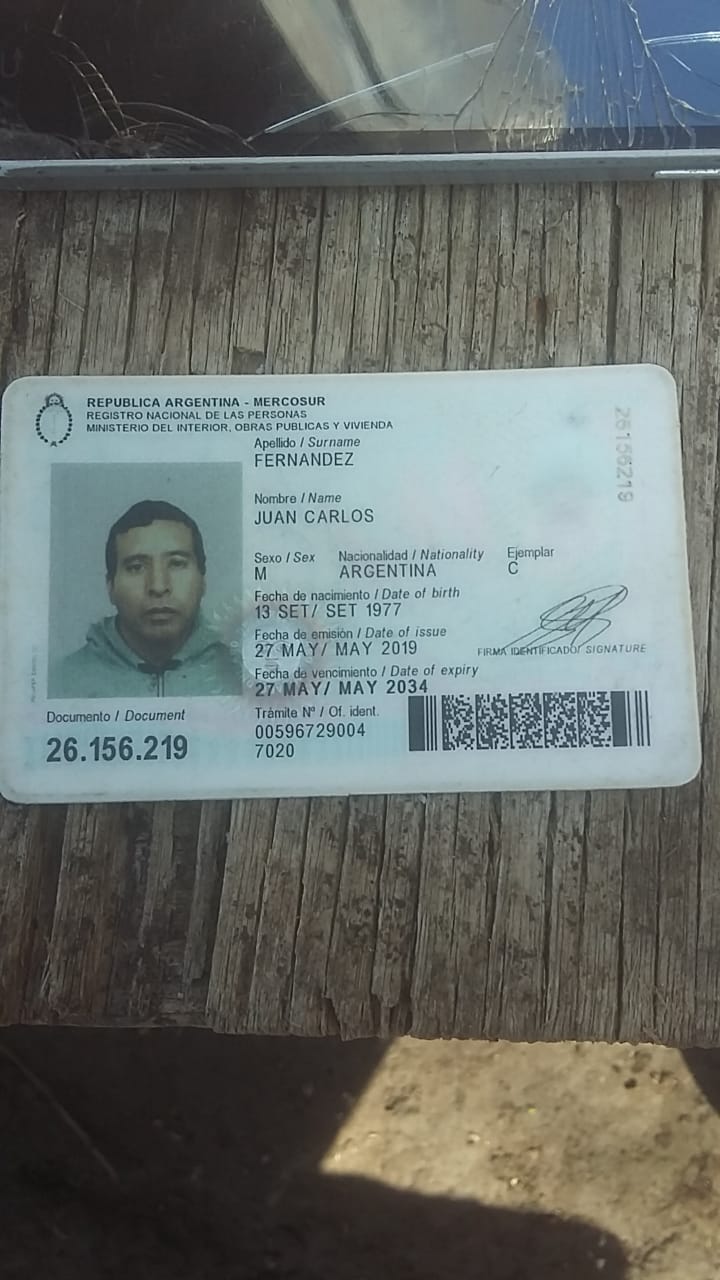 REPUBLICA ARGENTINA - MERCOSUR
REGISTRO NACIONAL DE LAS PERSONAS
MINISTERIO DEL INTERIOR, OBRAS PUBLICAS Y VIVIENDA
Apellido / Surname
FERNANDEZ
Nombre / Name
JUAN CARLOS
Sexo / Sex Nacionalidad / Nationality Ejemplar
M ARGENTINA C
Fecha de nacimiento / Date of birth
13 SET/ SET 1977
Fecha de emisión / Date of issue
27 MAY/ MAY 2019
FIRMA IDENTIFICADO/ SIGNATURE
Fecha de vencimiento / Date of expiry
27 MAY/ MAY 2034
Documento / Document
26.156.219
Trámite Nº / Of. ident.
00596729004
7020
26156219